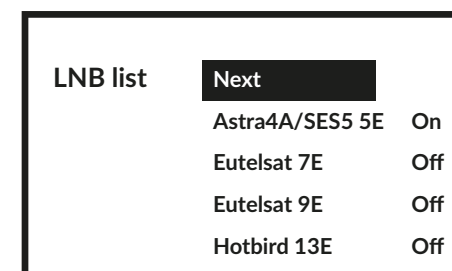 LNB list Next
Astra4A/SES5 5E On
Eutelsat 7E Off
Eutelsat 9E Off
Hotbird 13E Off